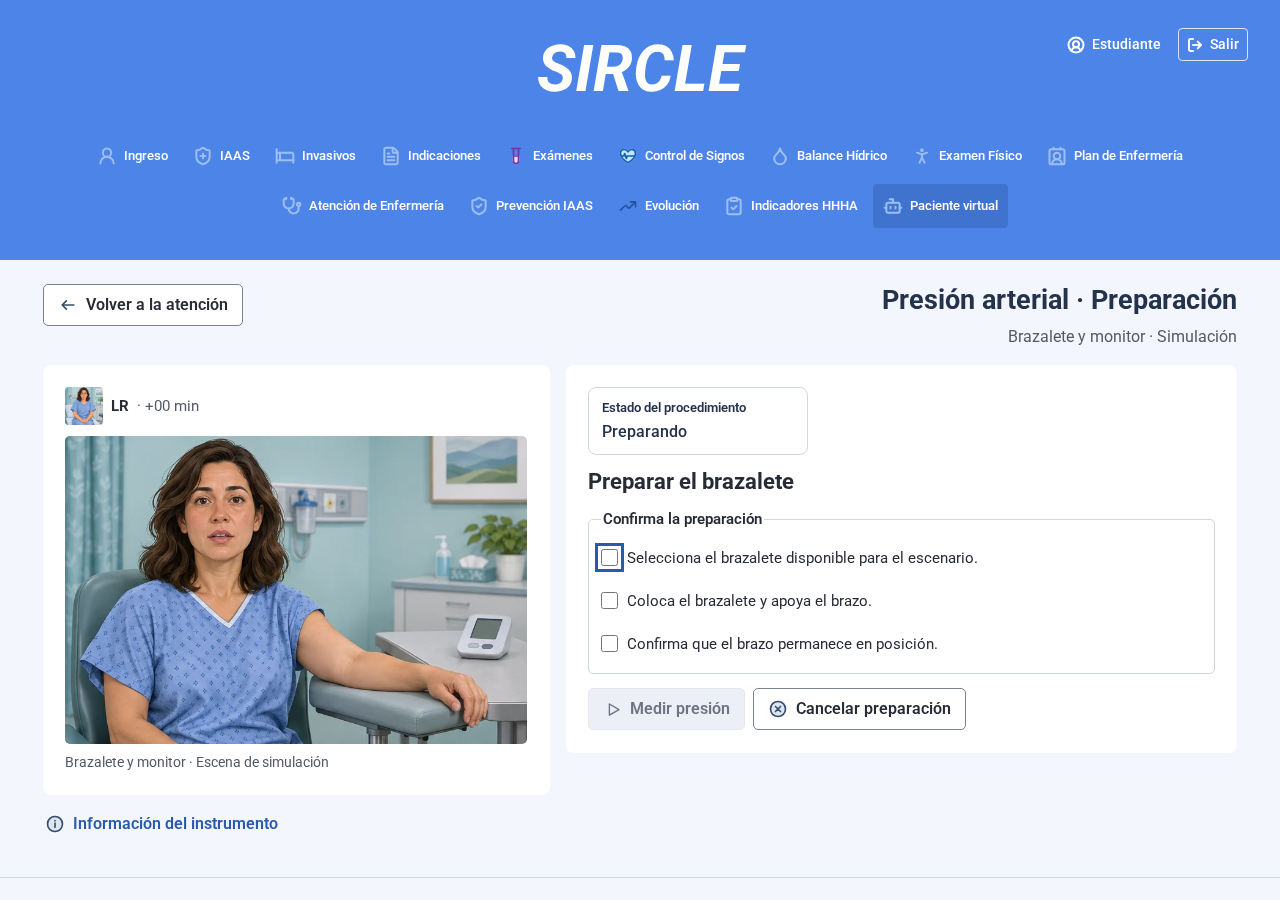 SIRCLE
Estudiante
Salir
Ingreso
IAAS
Invasivos
Indicaciones
Exámenes
Control de Signos
Balance Hídrico
Examen Físico
Plan de Enfermería
Atención de Enfermería
Prevención IAAS
Evolución
Indicadores HHHA
Paciente virtual
Volver a la atención
Presión arterial · Preparación
Brazalete y monitor · Simulación
LR · +00 min
Brazalete y monitor · Escena de simulación
Información del instrumento
Estado del procedimiento
Preparando
Preparar el brazalete
Confirma la preparación
Selecciona el brazalete disponible para el escenario.
Coloca el brazalete y apoya el brazo.
Confirma que el brazo permanece en posición.
Medir presión
Cancelar preparación